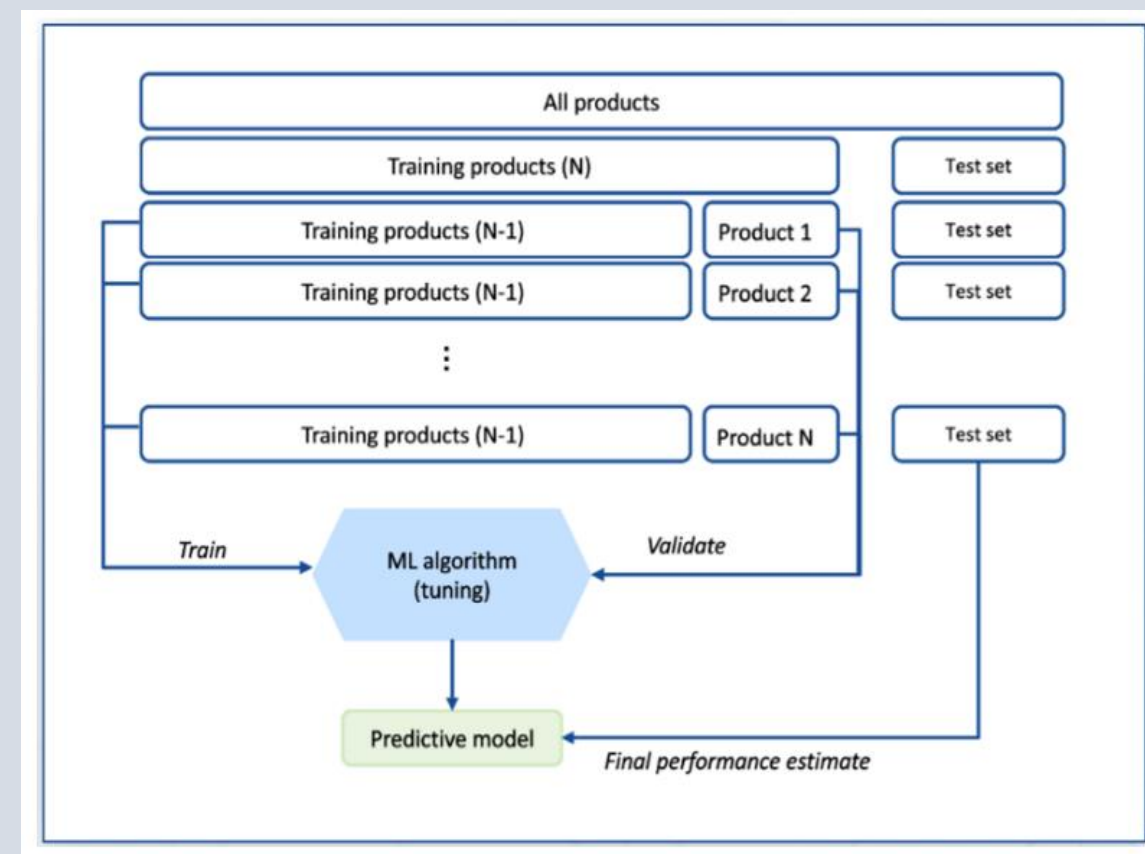 All products
Training products (N)
Test set
Training products (N-1)
Product 1
Test set
Training products (N-1)
Product 2
Test set
⋮
Training products (N-1)
Product N
Test set
Train
ML algorithm
(tuning)
Validate
Predictive model
Final performance estimate